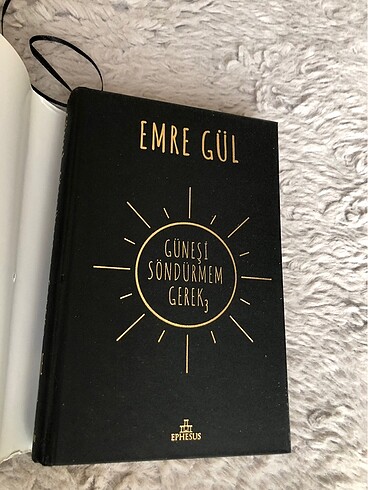 EMRE GÜL
GÜNEŞİ
SÖNDÜRMEM
GEREK3
EPHESUS